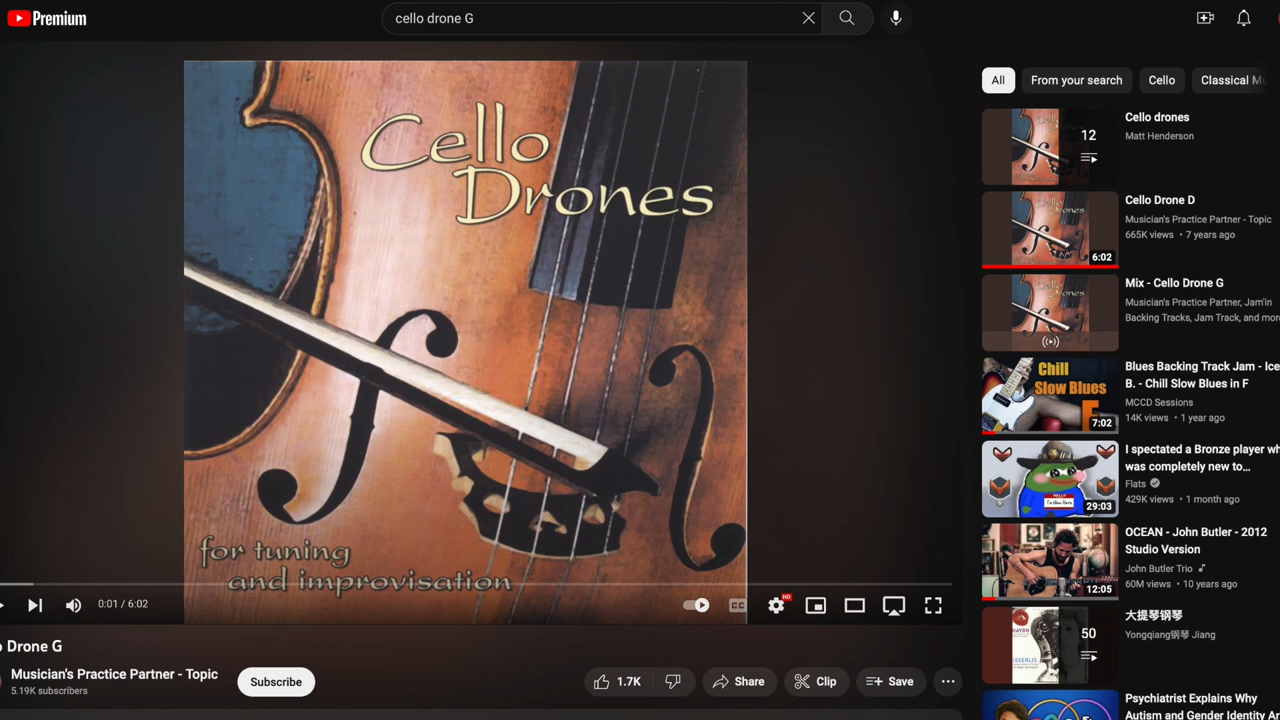 Premium
cello drone G
Cello
Drones
for tuning
and improvisation
0:01 / 6:02
CC
HD
Drone G
Musician's Practice Partner - Topic
5.19K subscribers
Subscribe
1.7K
Share
Clip
Save
All
From your search
Cello
Classical
12
Cello drones
Matt Henderson
Cello Drones
6:02
Cello Drone D
Musician's Practice Partner - Topic
665K views • 7 years ago
Cello Drones
Mix - Cello Drone G
Musician's Practice Partner, Jam'in
Backing Tracks, Jam Track, and more
Chill
Slow Blues
7:02
Blues Backing Track Jam - Ice
B. - Chill Slow Blues in F
MCCD Sessions
14K views • 1 year ago
HELLO
29:03
I spectated a Bronze player
was completely new to...
Flats
429K views • 1 month ago
12:05
OCEAN - John Butler - 2012
Studio Version
John Butler Trio
60M views • 10 years ago
50
大提琴钢琴
Yongqiang钢琴 Jiang
Psychiatrist Explains Why
Autism and Gender Identity